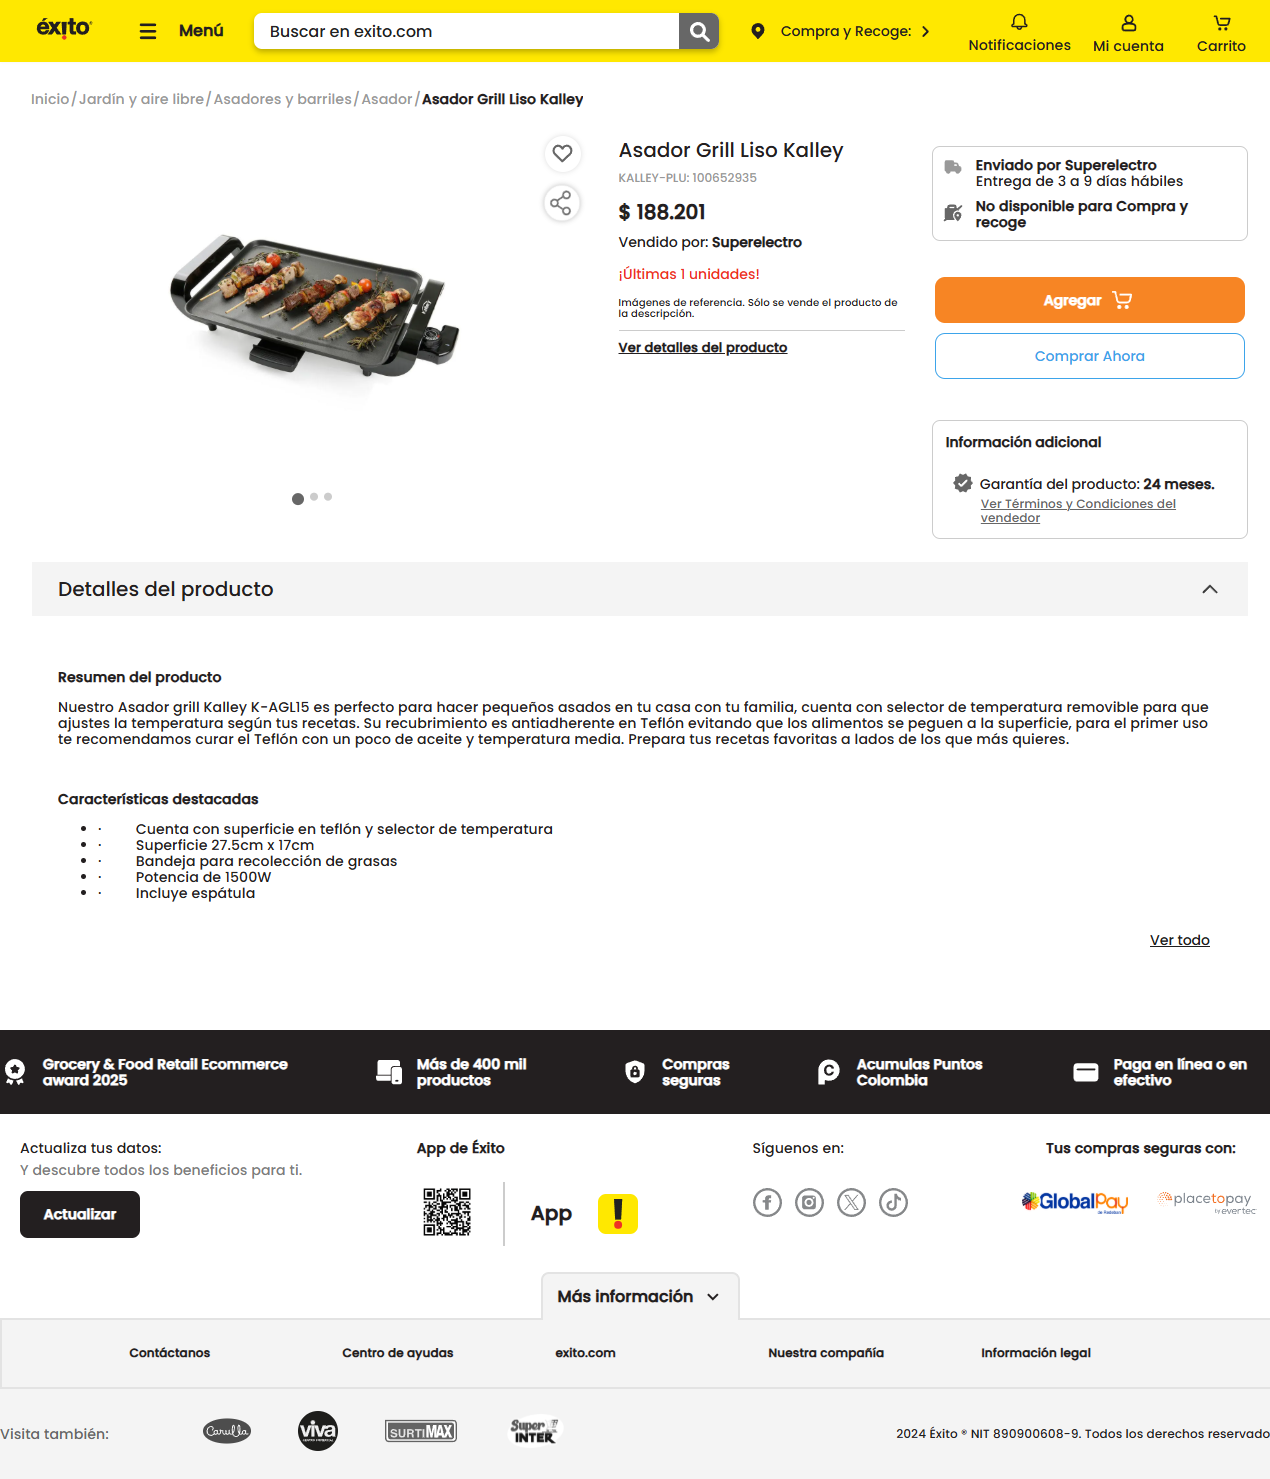 éxito
Menú
Buscar en exito.com
Compra y Recoge:
Notificaciones
Mi cuenta
Carrito
Inicio/Jardín y aire libre/Asadores y barriles/Asador/Asador Grill Liso Kalley
Asador Grill Liso Kalley
KALLEY-PLU: 100652935
$ 188.201
Vendido por: Superelectro
¡Últimas 1 unidades!
Imágenes de referencia. Sólo se vende el producto de
la descripción.
Ver detalles del producto
Enviado por Superelectro
Entrega de 3 a 9 días hábiles
No disponible para Compra y
recoge
Agregar
Comprar Ahora
Información adicional
Garantía del producto: 24 meses.
Ver Términos y Condiciones del
vendedor
Detalles del producto
Resumen del producto
Nuestro Asador grill Kalley K-AGL15 es perfecto para hacer pequeños asados en tu casa con tu familia, cuenta con selector de temperatura removible para que
ajustes la temperatura según tus recetas. Su recubrimiento es antiadherente en Teflón evitando que los alimentos se peguen a la superficie, para el primer uso
te recomendamos curar el Teflón con un poco de aceite y temperatura media. Prepara tus recetas favoritas a lados de los que más quieres.
Características destacadas
• · Cuenta con superficie en teflón y selector de temperatura
• · Superficie 27.5cm x 17cm
• · Bandeja para recolección de grasas
• · Potencia de 1500W
• · Incluye espátula
Ver todo
Grocery & Food Retail Ecommerce
award 2025
Más de 400 mil
productos
Compras
seguras
Acumulas Puntos
Colombia
Paga en línea o en
efectivo
Actualiza tus datos:
Y descubre todos los beneficios para ti.
Actualizar
App de Éxito
App
Síguenos en:
Tus compras seguras con:
GlobalPay
placetopay
by evertec
Más información
Contáctanos
Centro de ayudas
exito.com
Nuestra compañía
Información legal
Visita también:
Carulla
viva
SURTIMAX
Super
INTER
2024 Éxito ® NIT 890900608-9. Todos los derechos reservado